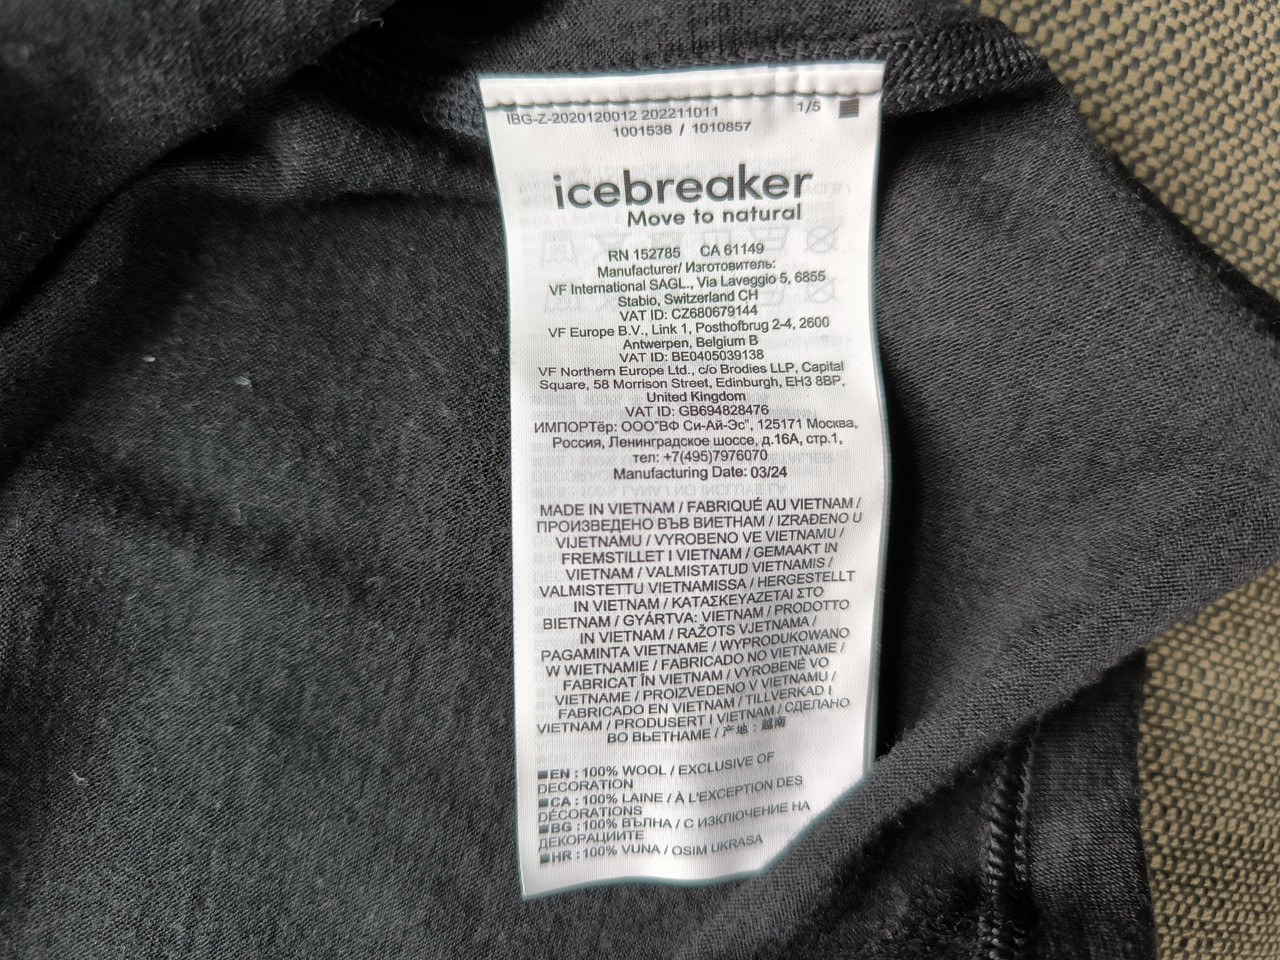 IBG-Z-2020120012 202211011 1/5
1001538 / 1010857
icebreaker
Move to natural
RN 152785 CA 61149
Manufacturer/ Изготовитель:
VF International SAGL., Via Laveggio 5, 6855
Stabio, Switzerland CH
VAT ID: CZ680679144
VF Europe B.V., Link 1, Posthofbrug 2-4, 2600
Antwerpen, Belgium B
VAT ID: BE0405039138
VF Northern Europe Ltd., c/o Brodies LLP, Capital
Square, 58 Morrison Street, Edinburgh, EH3 8BP,
United Kingdom
VAT ID: GB694828476
ИМПОРТёр: ООО"ВФ Си-Ай-Эс", 125171 Москва,
Россия, Ленинградское шоссе, д.16А, стр.1,
тел: +7(495)7976070
Manufacturing Date: 03/24
MADE IN VIETNAM / FABRIQUÉ AU VIETNAM /
ПРОИЗВЕДЕНО ВЪВ ВИЕТНАМ / IZRAĐENO U
VIJETNAMU / VYROBENO VE VIETNAMU /
FREMSTILLET I VIETNAM / GEMAAKT IN
VIETNAM / VALMISTATUD VIETNAMIS /
VALMISTETTU VIETNAMISSA / HERGESTELLT
IN VIETNAM / ΚΑΤΑΣΚΕΥΑΖΕΤΑΙ ΣΤΟ
ΒΙΕΤΝΑΜ / GYÁRTVA: VIETNAM / PRODOTTO
IN VIETNAM / RAŽOTS VJETNAMA /
PAGAMINTA VIETNAME / WYPRODUKOWANO
W WIETNAMIE / FABRICADO NO VIETNAME /
FABRICAT ÎN VIETNAM / VYROBENÉ VO
VIETNAME / PROIZVEDENO V VIETNAMU /
FABRICADO EN VIETNAM / TILLVERKAD I
VIETNAM / PRODUSERT I VIETNAM / СДЕЛАНО
ВО ВЬЕТНАМЕ / 产地：越南
EN : 100% WOOL / EXCLUSIVE OF
DECORATION
CA : 100% LAINE / À L'EXCEPTION DES
DÉCORATIONS
BG : 100% ВЪЛНА / С ИЗКЛЮЧЕНИЕ НА
ДЕКОРАЦИИТЕ
HR : 100% VUNA / OSIM UKRASA